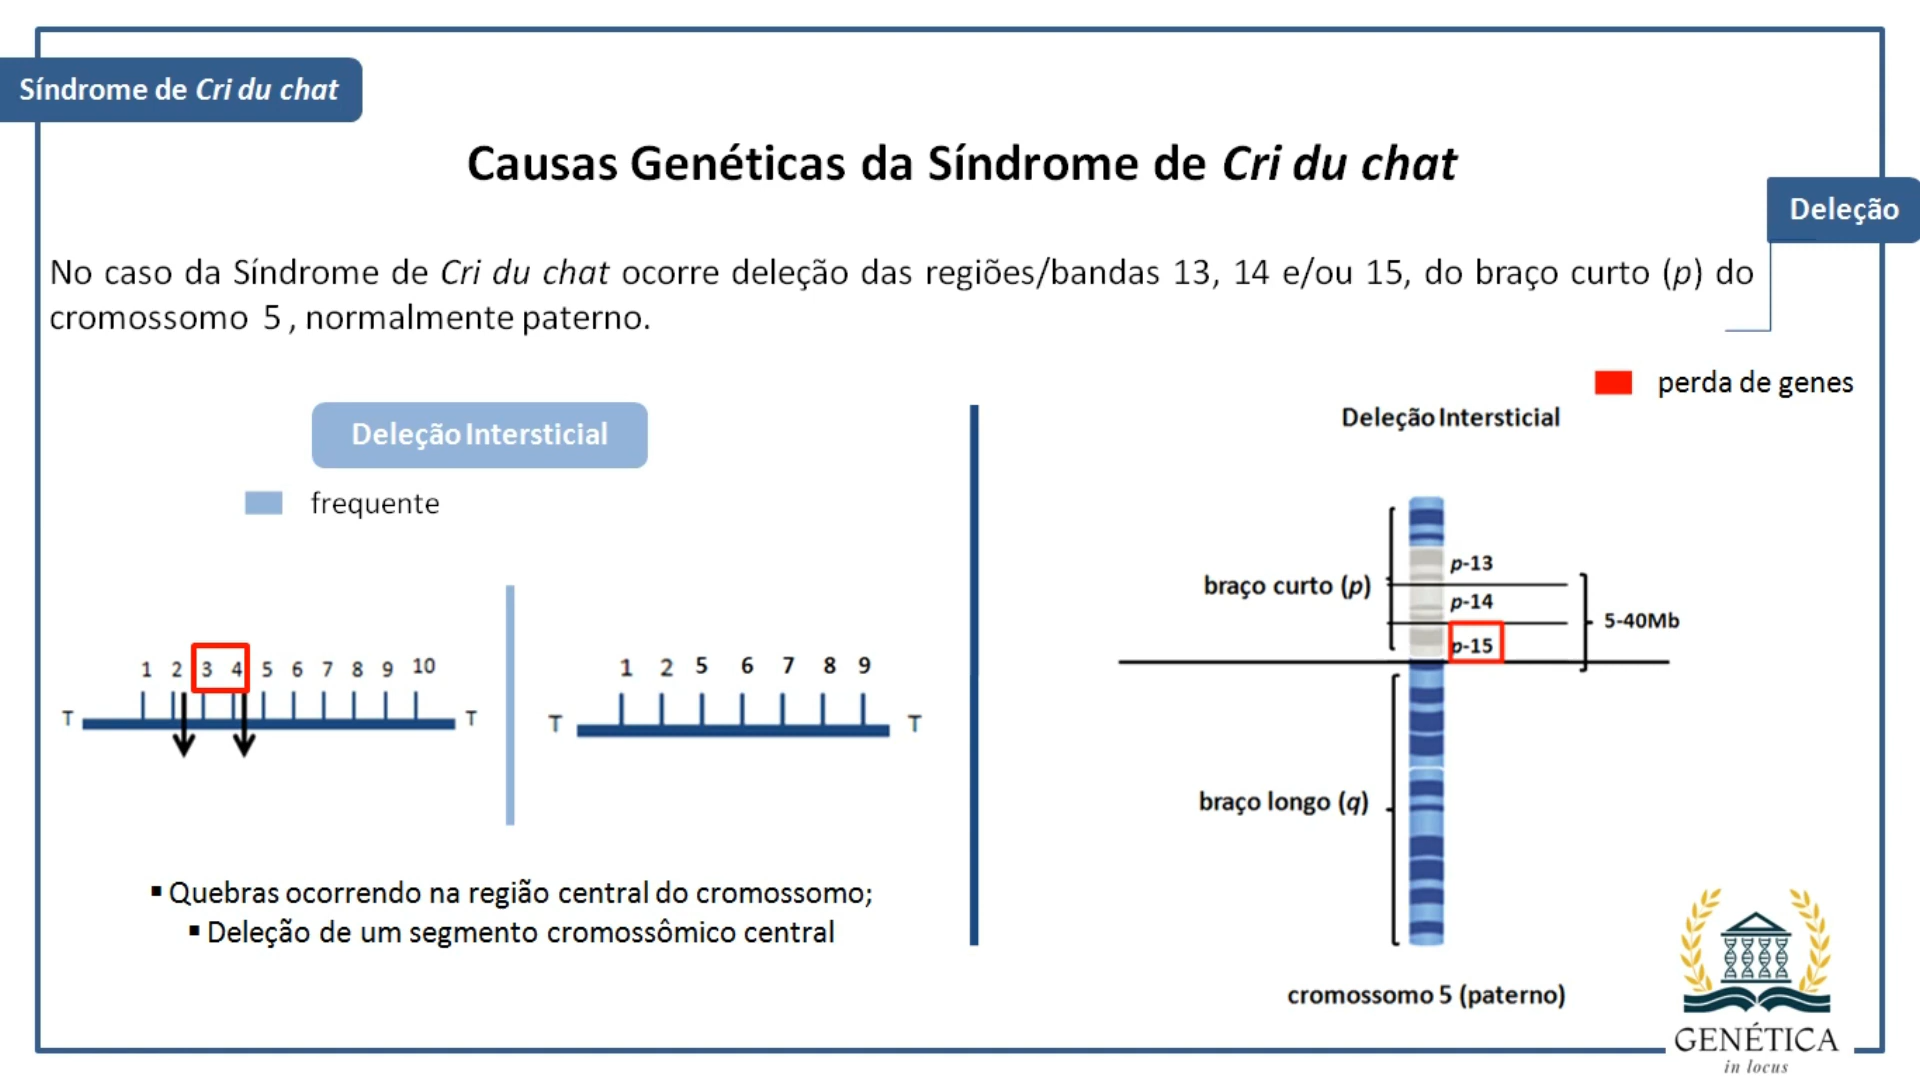 Síndrome de Cri du chat
Causas Genéticas da Síndrome de Cri du chat
Deleção
No caso da Síndrome de Cri du chat ocorre deleção das regiões/bandas 13, 14 e/ou 15, do braço curto (p) do
cromossomo 5 , normalmente paterno.
perda de genes
Deleção Intersticial
frequente
1 2 3 4 5 6 7 8 9 10
T T
1 2 5 6 7 8 9
T T
Quebras ocorrendo na região central do cromossomo;
Deleção de um segmento cromossômico central
Deleção Intersticial
p-13
braço curto (p)
p-14
5-40Mb
p-15
braço longo (q)
cromossomo 5 (paterno)
GENÉTICA
in locus